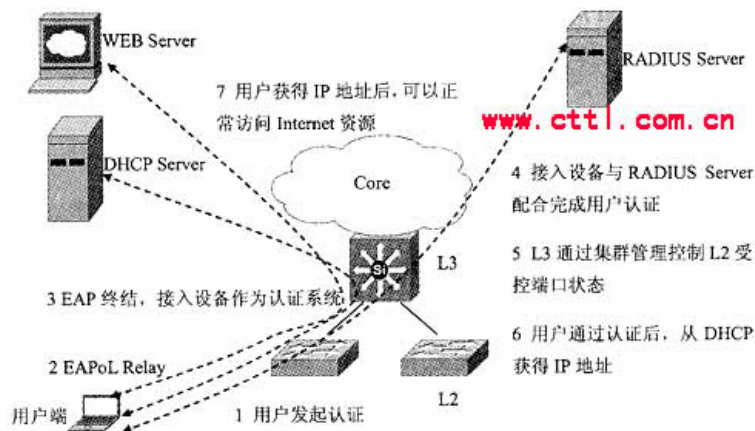 WEB Server
RADIUS Server
7 用户获得 IP 地址后,可以正
常访问 Internet 资源
www.cttl.com.cn
DHCP Server
Core
4 接入设备与 RADIUS Server
配合完成用户认证
L3
5 L3 通过集群管理控制 L2 受
控端口状态
Si
3 EAP 终结，接入设备作为认证系统
6 用户通过认证后，从 DHCP
获得 IP 地址
2 EAPoL Relay
L2
用户端
1 用户发起认证